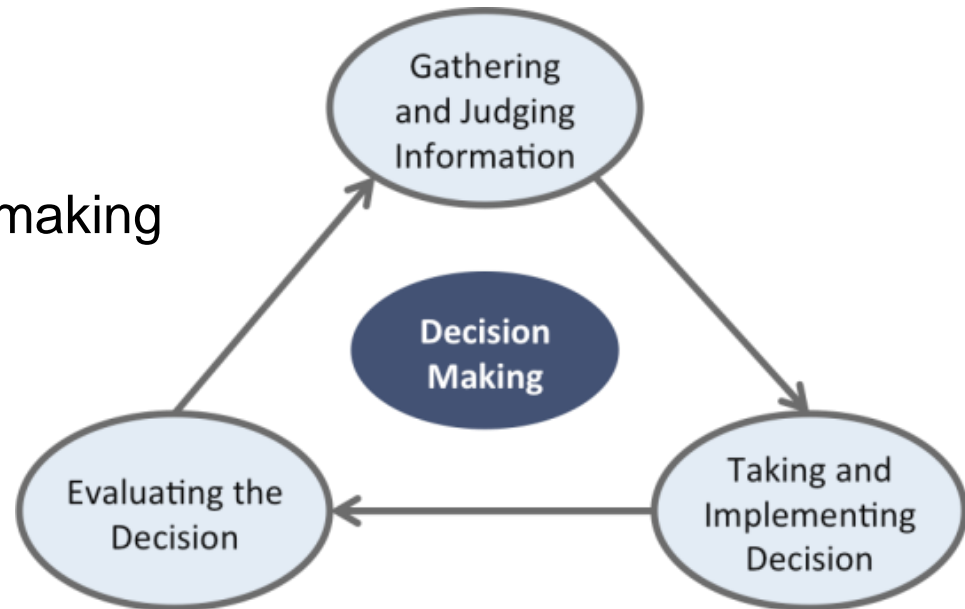 Gathering
and Judging
Information
making
Decision
Making
Evaluating the
Decision
Taking and
Implementing
Decision